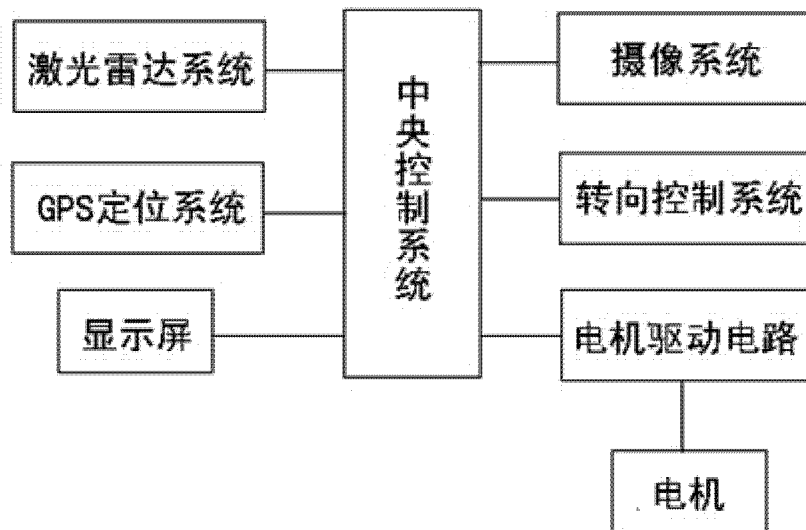 激光雷达系统
GPS定位系统
显示屏
中央控制系统
摄像系统
转向控制系统
电机驱动电路
电机